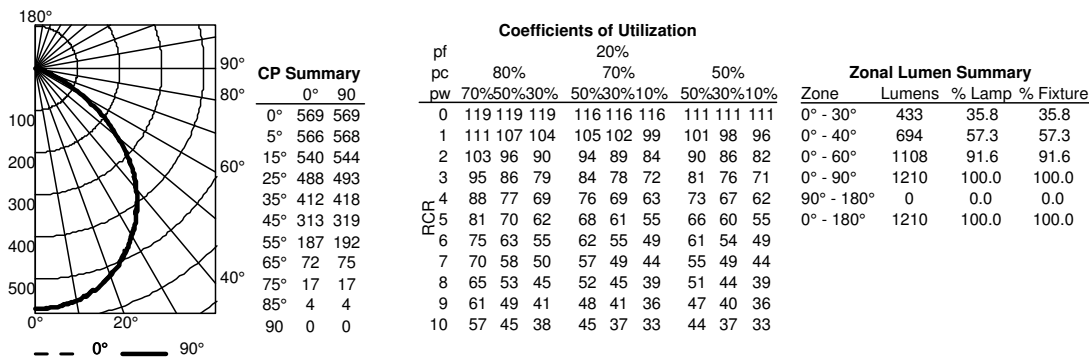 180°
90°
80°
100
60°
200
300
400
40°
500
0° 20°
0° 90°
CP Summary
0° 90
0° 569 569
5° 566 568
15° 540 544
25° 488 493
35° 412 418
45° 313 319
55° 187 192
65° 72 75
75° 17 17
85° 4 4
90 0 0
Coefficients of Utilization
pf 20%
pc 80% 70% 50%
pw 70%50%30% 50%30%10% 50%30%10%
RCR
0 119 119 119 116 116 116 111 111 111
1 111 107 104 105 102 99 101 98 96
2 103 96 90 94 89 84 90 86 82
3 95 86 79 84 78 72 81 76 71
4 88 77 69 76 69 63 73 67 62
5 81 70 62 68 61 55 66 60 55
6 75 63 55 62 55 49 61 54 49
7 70 58 50 57 49 44 55 49 44
8 65 53 45 52 45 39 51 44 39
9 61 49 41 48 41 36 47 40 36
10 57 45 38 45 37 33 44 37 33
Zonal Lumen Summary
Zone Lumens % Lamp % Fixture
0° - 30° 433 35.8 35.8
0° - 40° 694 57.3 57.3
0° - 60° 1108 91.6 91.6
0° - 90° 1210 100.0 100.0
90° - 180° 0 0.0 0.0
0° - 180° 1210 100.0 100.0